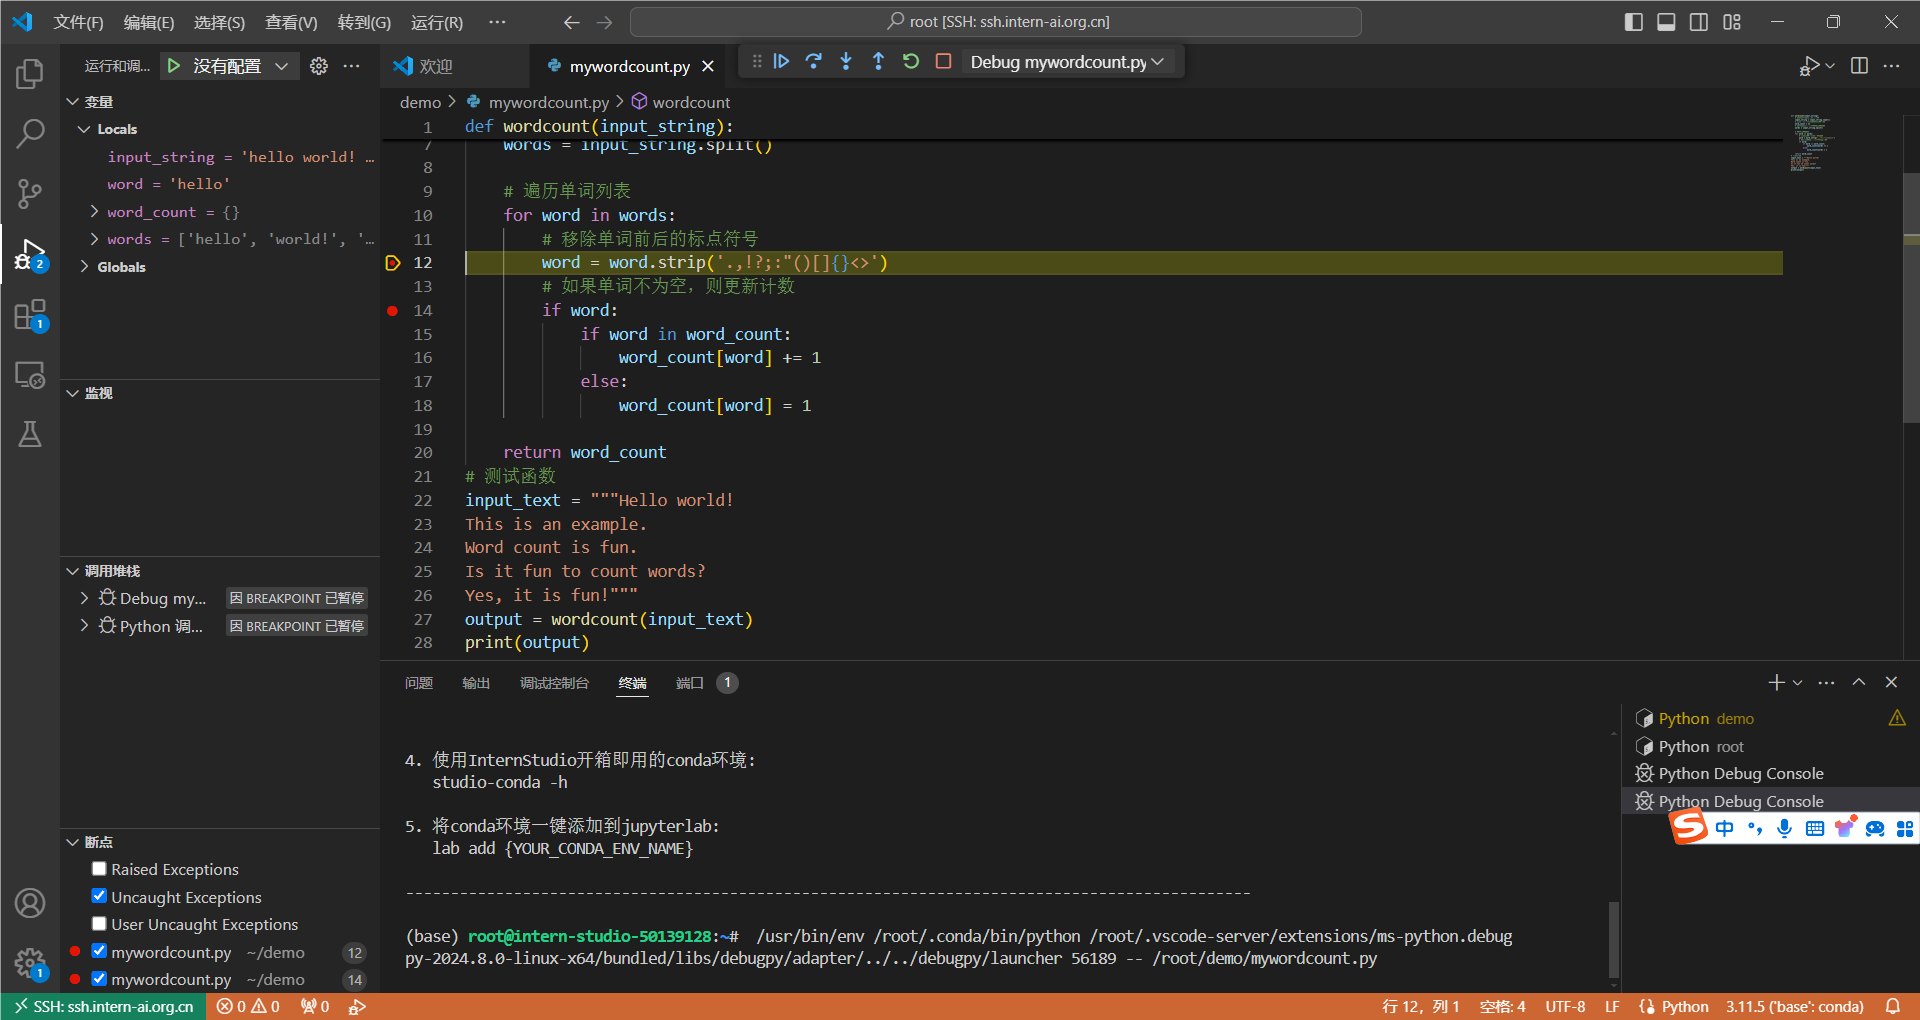 文件(F) 编辑(E) 选择(S) 查看(V) 转到(G) 运行(R) ··· root [SSH: ssh.intern-ai.org.cn]
运行和调... 没有配置 ···
欢迎 mywordcount.py Debug mywordcount.py
demo > mywordcount.py > wordcount
变量
Locals
input_string = 'hello world! ...
word = 'hello'
word_count = {}
words = ['hello', 'world!', '...
Globals
监视
调用堆栈
Debug my... 因 BREAKPOINT 已暂停
Python 调... 因 BREAKPOINT 已暂停
断点
Raised Exceptions
Uncaught Exceptions
User Uncaught Exceptions
mywordcount.py ~/demo 12
mywordcount.py ~/demo 14
2
1
1
1 def wordcount(input_string):
7 words = input_string.split()
8
9 # 遍历单词列表
10 for word in words:
11 # 移除单词前后的标点符号
12 word = word.strip('.,!?;:"()[]{}<>')
13 # 如果单词不为空，则更新计数
14 if word:
15 if word in word_count:
16 word_count[word] += 1
17 else:
18 word_count[word] = 1
19
20 return word_count
21 # 测试函数
22 input_text = """Hello world!
23 This is an example.
24 Word count is fun.
25 Is it fun to count words?
26 Yes, it is fun!"""
27 output = wordcount(input_text)
28 print(output)
问题 输出 调试控制台 终端 端口 1
4. 使用InternStudio开箱即用的conda环境:
studio-conda -h
5. 将conda环境一键添加到jupyterlab:
lab add {YOUR_CONDA_ENV_NAME}
----------------------------------------------------------------------------------------------
(base) root@intern-studio-50139128:~# /usr/bin/env /root/.conda/bin/python /root/.vscode-server/extensions/ms-python.debug
py-2024.8.0-linux-x64/bundled/libs/debugpy/adapter/../../debugpy/launcher 56189 -- /root/demo/mywordcount.py
Python demo
Python root
Python Debug Console
Python Debug Console
S 中
SSH: ssh.intern-ai.org.cn 0 0 0 行 12，列 1 空格: 4 UTF-8 LF Python 3.11.5 ('base': conda)